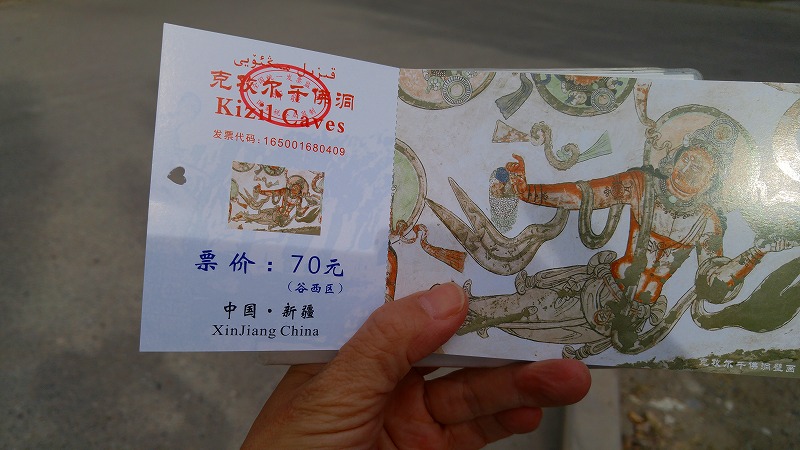 克孜尔千佛洞
Kizil Caves
发票代码：165001680409
票价：70元
（谷西区）
中国·新疆
XinJiang China
克孜尔千佛洞壁画